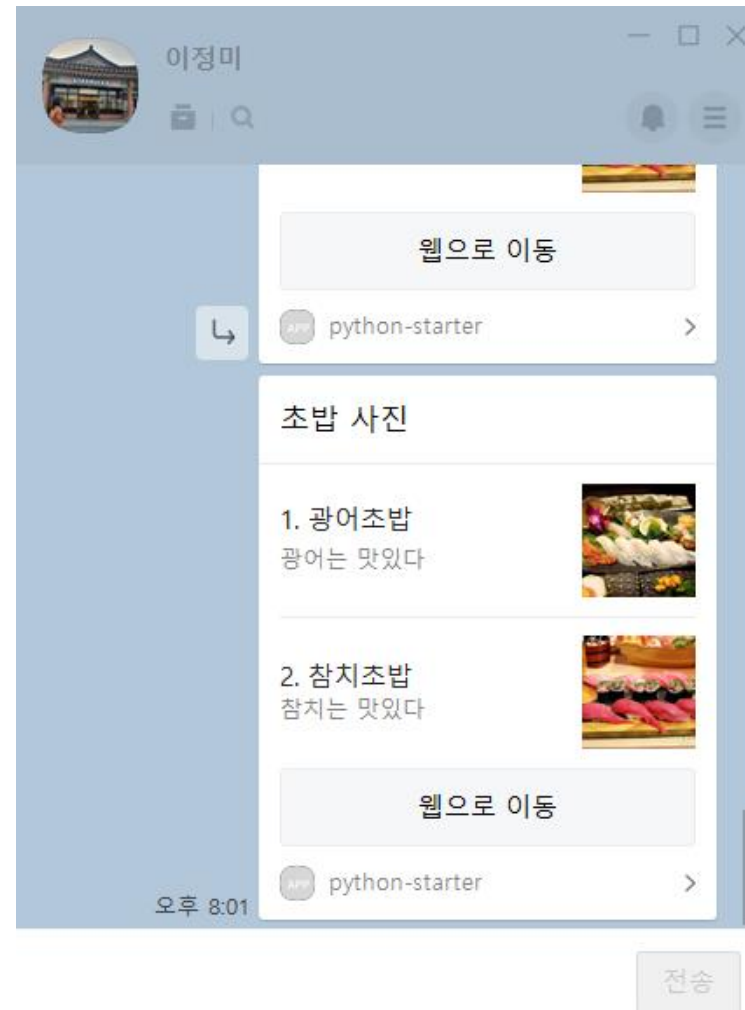 이정미
웹으로 이동
python-starter
초밥 사진
1. 광어초밥
광어는 맛있다
2. 참치초밥
참치는 맛있다
웹으로 이동
APP python-starter
오후 8:01
전송